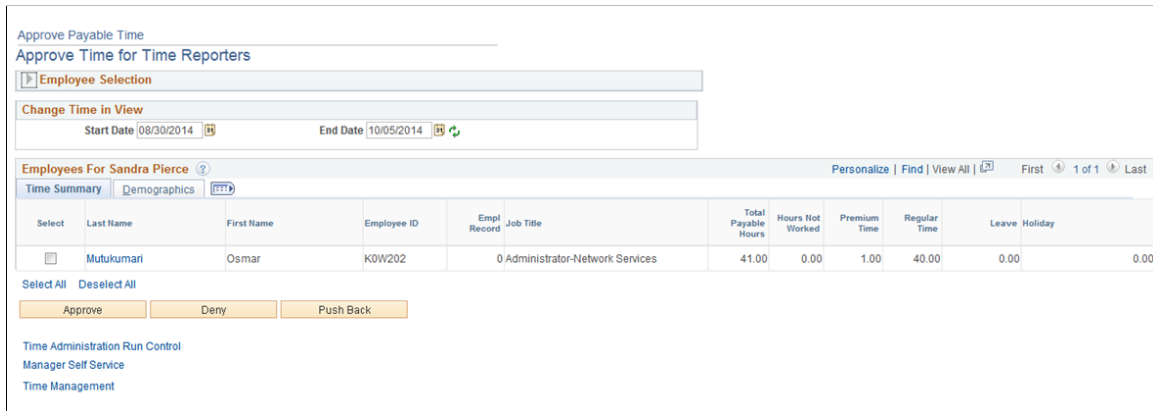 Approve Payable Time
Approve Time for Time Reporters
Employee Selection
Change Time in View
Start Date 08/30/2014 End Date 10/05/2014
Employees For Sandra Pierce ? Personalize | Find | View All | First 1 of 1 Last
Time Summary Demographics
Select Last Name First Name Employee ID Empl Record Job Title Total Payable Hours Hours Not Worked Premium Time Regular Time Leave Holiday
Mutukumari Osmar K0W202 0 Administrator-Network Services 41.00 0.00 1.00 40.00 0.00 0.00
Select All Deselect All
Approve Deny Push Back
Time Administration Run Control
Manager Self Service
Time Management